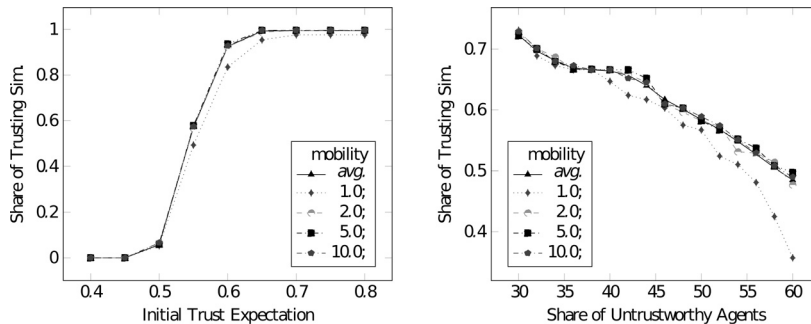 1
0.8
0.6
0.4
0.2
0
Share of Trusting Sim.
mobility
avg.
1.0;
2.0;
5.0;
10.0;
0.4 0.5 0.6 0.7 0.8
Initial Trust Expectation
0.7
0.6
0.5
0.4
Share of Trusting Sim.
mobility
avg.
1.0;
2.0;
5.0;
10.0;
30 35 40 45 50 55 60
Share of Untrustworthy Agents